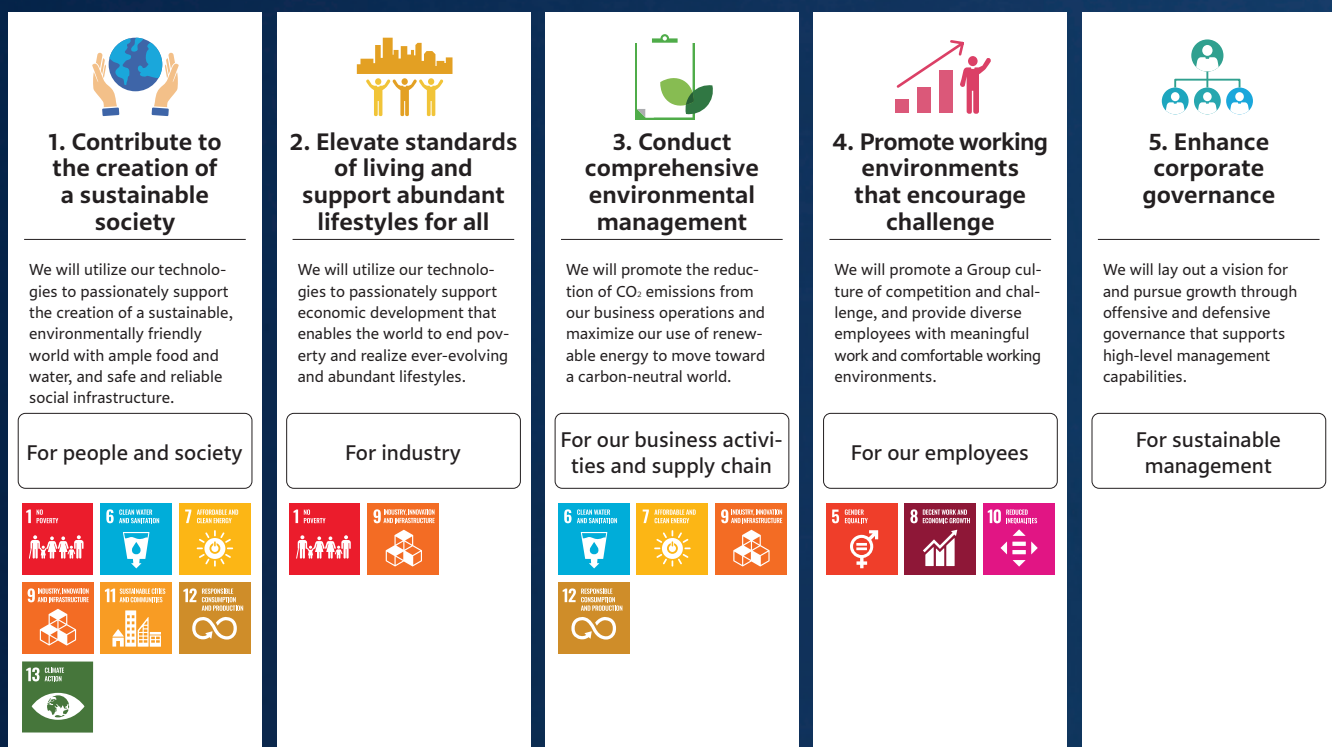 1. Contribute to
the creation of
a sustainable
society
We will utilize our technolo-
gies to passionately support
the creation of a sustainable,
environmentally friendly
world with ample food and
water, and safe and reliable
social infrastructure.
For people and society
1 NO
POVERTY
6 CLEAN WATER
AND SANITATION
7 AFFORDABLE AND
CLEAN ENERGY
9 INDUSTRY, INNOVATION
AND INFRASTRUCTURE
11 SUSTAINABLE CITIES
AND COMMUNITIES
12 RESPONSIBLE
CONSUMPTION
AND PRODUCTION
13 CLIMATE
ACTION
2. Elevate standards
of living and
support abundant
lifestyles for all
We will utilize our technolo-
gies to passionately support
economic development that
enables the world to end pov-
erty and realize ever-evolving
and abundant lifestyles.
For industry
1 NO
POVERTY
9 INDUSTRY, INNOVATION
AND INFRASTRUCTURE
3. Conduct
comprehensive
environmental
management
We will promote the reduc-
tion of CO₂ emissions from
our business operations and
maximize our use of renew-
able energy to move toward
a carbon-neutral world.
For our business activi-
ties and supply chain
6 CLEAN WATER
AND SANITATION
7 AFFORDABLE AND
CLEAN ENERGY
9 INDUSTRY, INNOVATION
AND INFRASTRUCTURE
12 RESPONSIBLE
CONSUMPTION
AND PRODUCTION
4. Promote working
environments
that encourage
challenge
We will promote a Group cul-
ture of competition and chal-
lenge, and provide diverse
employees with meaningful
work and comfortable working
environments.
For our employees
5 GENDER
EQUALITY
8 DECENT WORK AND
ECONOMIC GROWTH
10 REDUCED
INEQUALITIES
5. Enhance
corporate
governance
We will lay out a vision for
and pursue growth through
offensive and defensive
governance that supports
high-level management
capabilities.
For sustainable
management